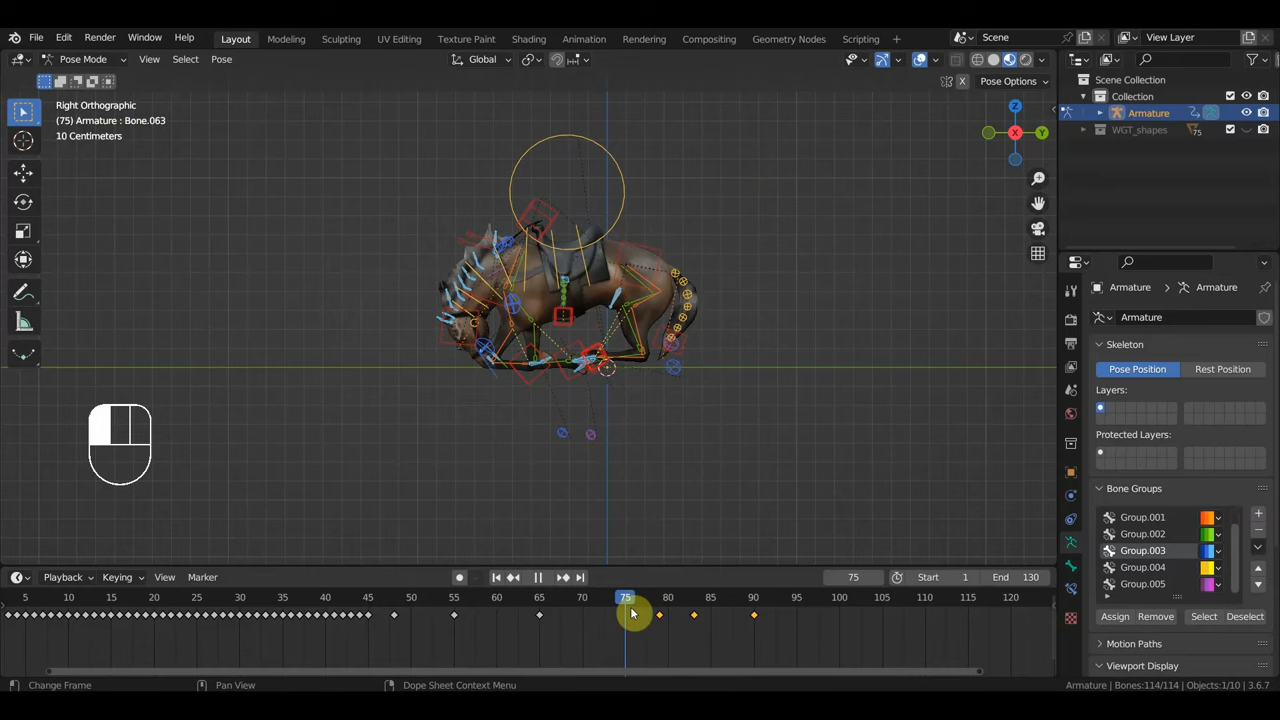 File Edit Render Window Help Layout Modeling Sculpting UV Editing Texture Paint Shading Animation Rendering Compositing Geometry Nodes Scripting + Scene View Layer
Pose Mode View Select Pose Global
X Pose Options
Right Orthographic
(75) Armature : Bone.063
10 Centimeters
Z
X
Y
Scene Collection
Collection
Armature
WGT_shapes 75
Armature Armature
Armature
Skeleton
Pose Position Rest Position
Layers:
Protected Layers:
Bone Groups
Group.001
Group.002
Group.003
Group.004
Group.005
Assign Remove Select Deselect
Motion Paths
Viewport Display
Playback Keying View Marker 75 Start 1 End 130
5 10 15 20 25 30 35 40 45 50 55 60 65 70 75 80 85 90 95 100 105 110 115 120
Change Frame Pan View Dope Sheet Context Menu Armature | Bones:114/114 | Objects:1/10 | 3.6.7